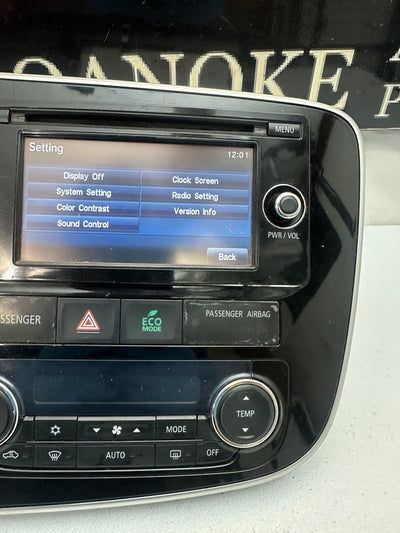 OANOKE
MENU
Setting
12:01
Display Off
Clock Screen
System Setting
Radio Setting
Color Contrast
Version Info
Sound Control
Back
PWR / VOL
SSENGER
ECO
MODE
PASSENGER AIRBAG
TEMP
MODE
AUTO
OFF